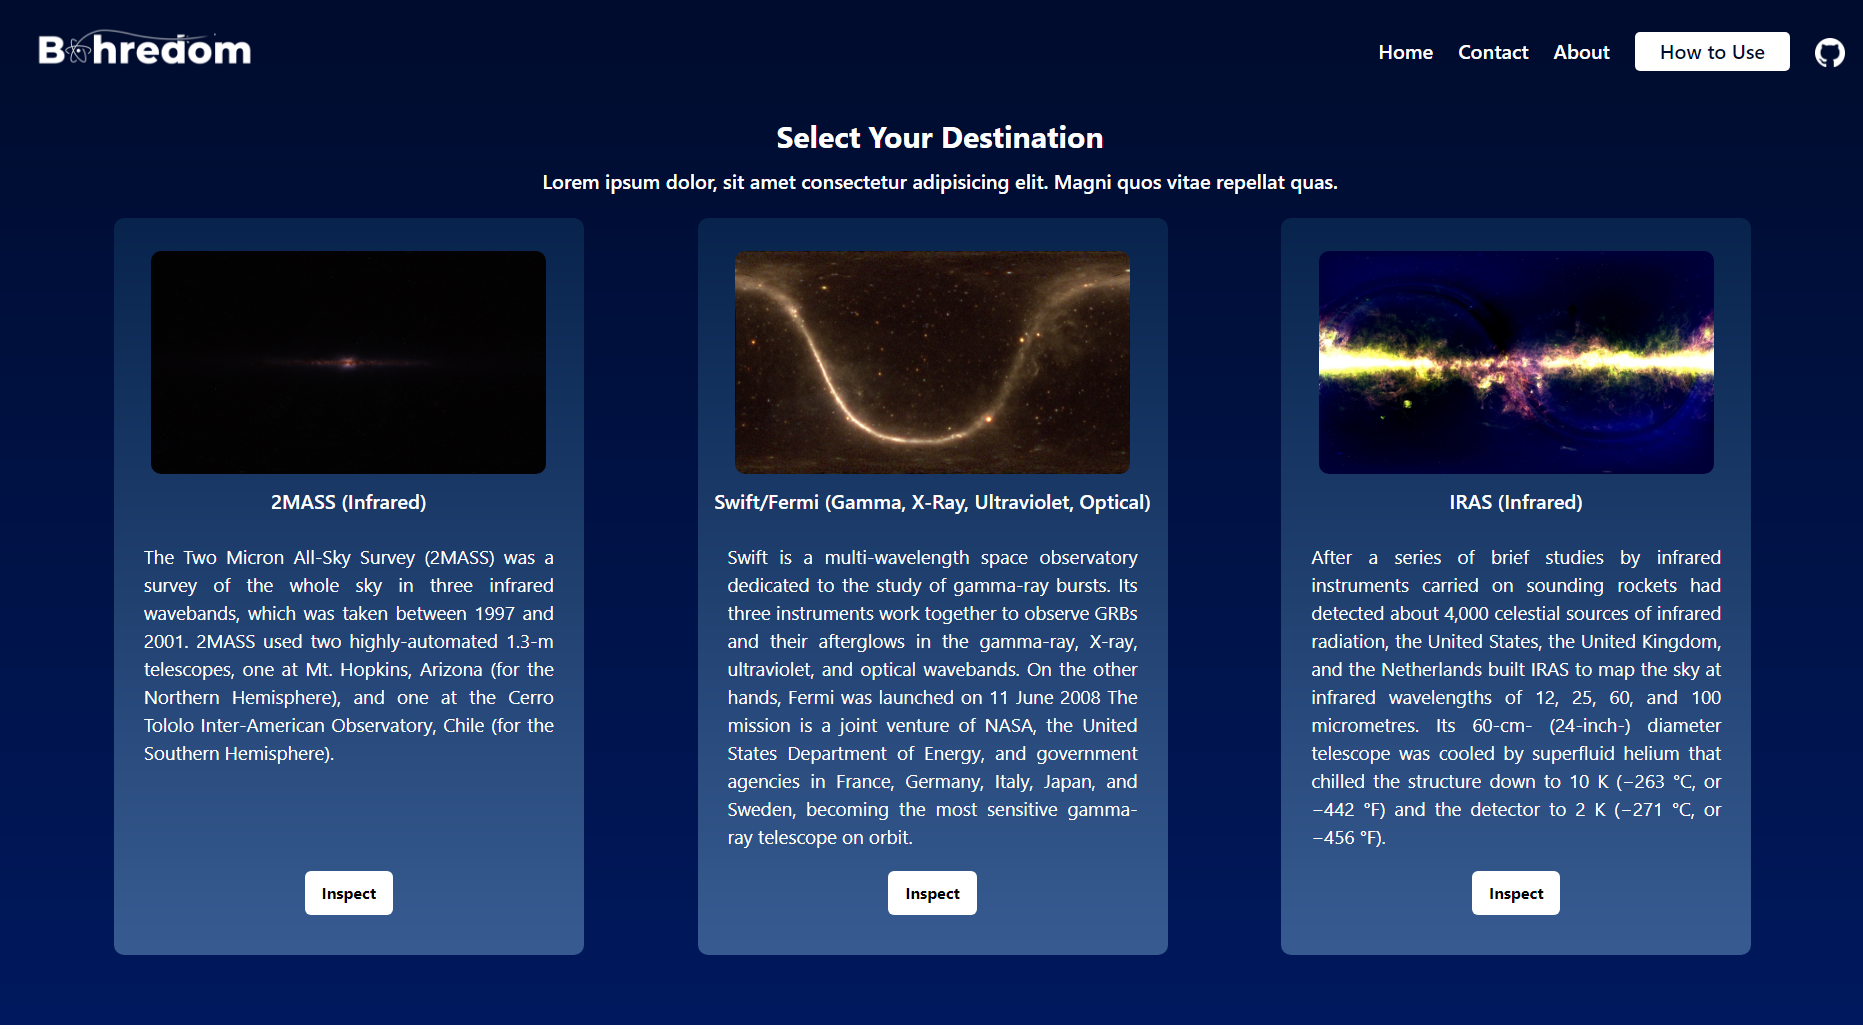 Bohredom
Home Contact About How to Use
Select Your Destination
Lorem ipsum dolor, sit amet consectetur adipisicing elit. Magni quos vitae repellat quas.
2MASS (Infrared)
The Two Micron All-Sky Survey (2MASS) was a
survey of the whole sky in three infrared
wavebands, which was taken between 1997 and
2001. 2MASS used two highly-automated 1.3-m
telescopes, one at Mt. Hopkins, Arizona (for the
Northern Hemisphere), and one at the Cerro
Tololo Inter-American Observatory, Chile (for the
Southern Hemisphere).
Inspect
Swift/Fermi (Gamma, X-Ray, Ultraviolet, Optical)
Swift is a multi-wavelength space observatory
dedicated to the study of gamma-ray bursts. Its
three instruments work together to observe GRBs
and their afterglows in the gamma-ray, X-ray,
ultraviolet, and optical wavebands. On the other
hands, Fermi was launched on 11 June 2008 The
mission is a joint venture of NASA, the United
States Department of Energy, and government
agencies in France, Germany, Italy, Japan, and
Sweden, becoming the most sensitive gamma-
ray telescope on orbit.
Inspect
IRAS (Infrared)
After a series of brief studies by infrared
instruments carried on sounding rockets had
detected about 4,000 celestial sources of infrared
radiation, the United States, the United Kingdom,
and the Netherlands built IRAS to map the sky at
infrared wavelengths of 12, 25, 60, and 100
micrometres. Its 60-cm- (24-inch-) diameter
telescope was cooled by superfluid helium that
chilled the structure down to 10 K (−263 °C, or
−442 °F) and the detector to 2 K (−271 °C, or
−456 °F).
Inspect